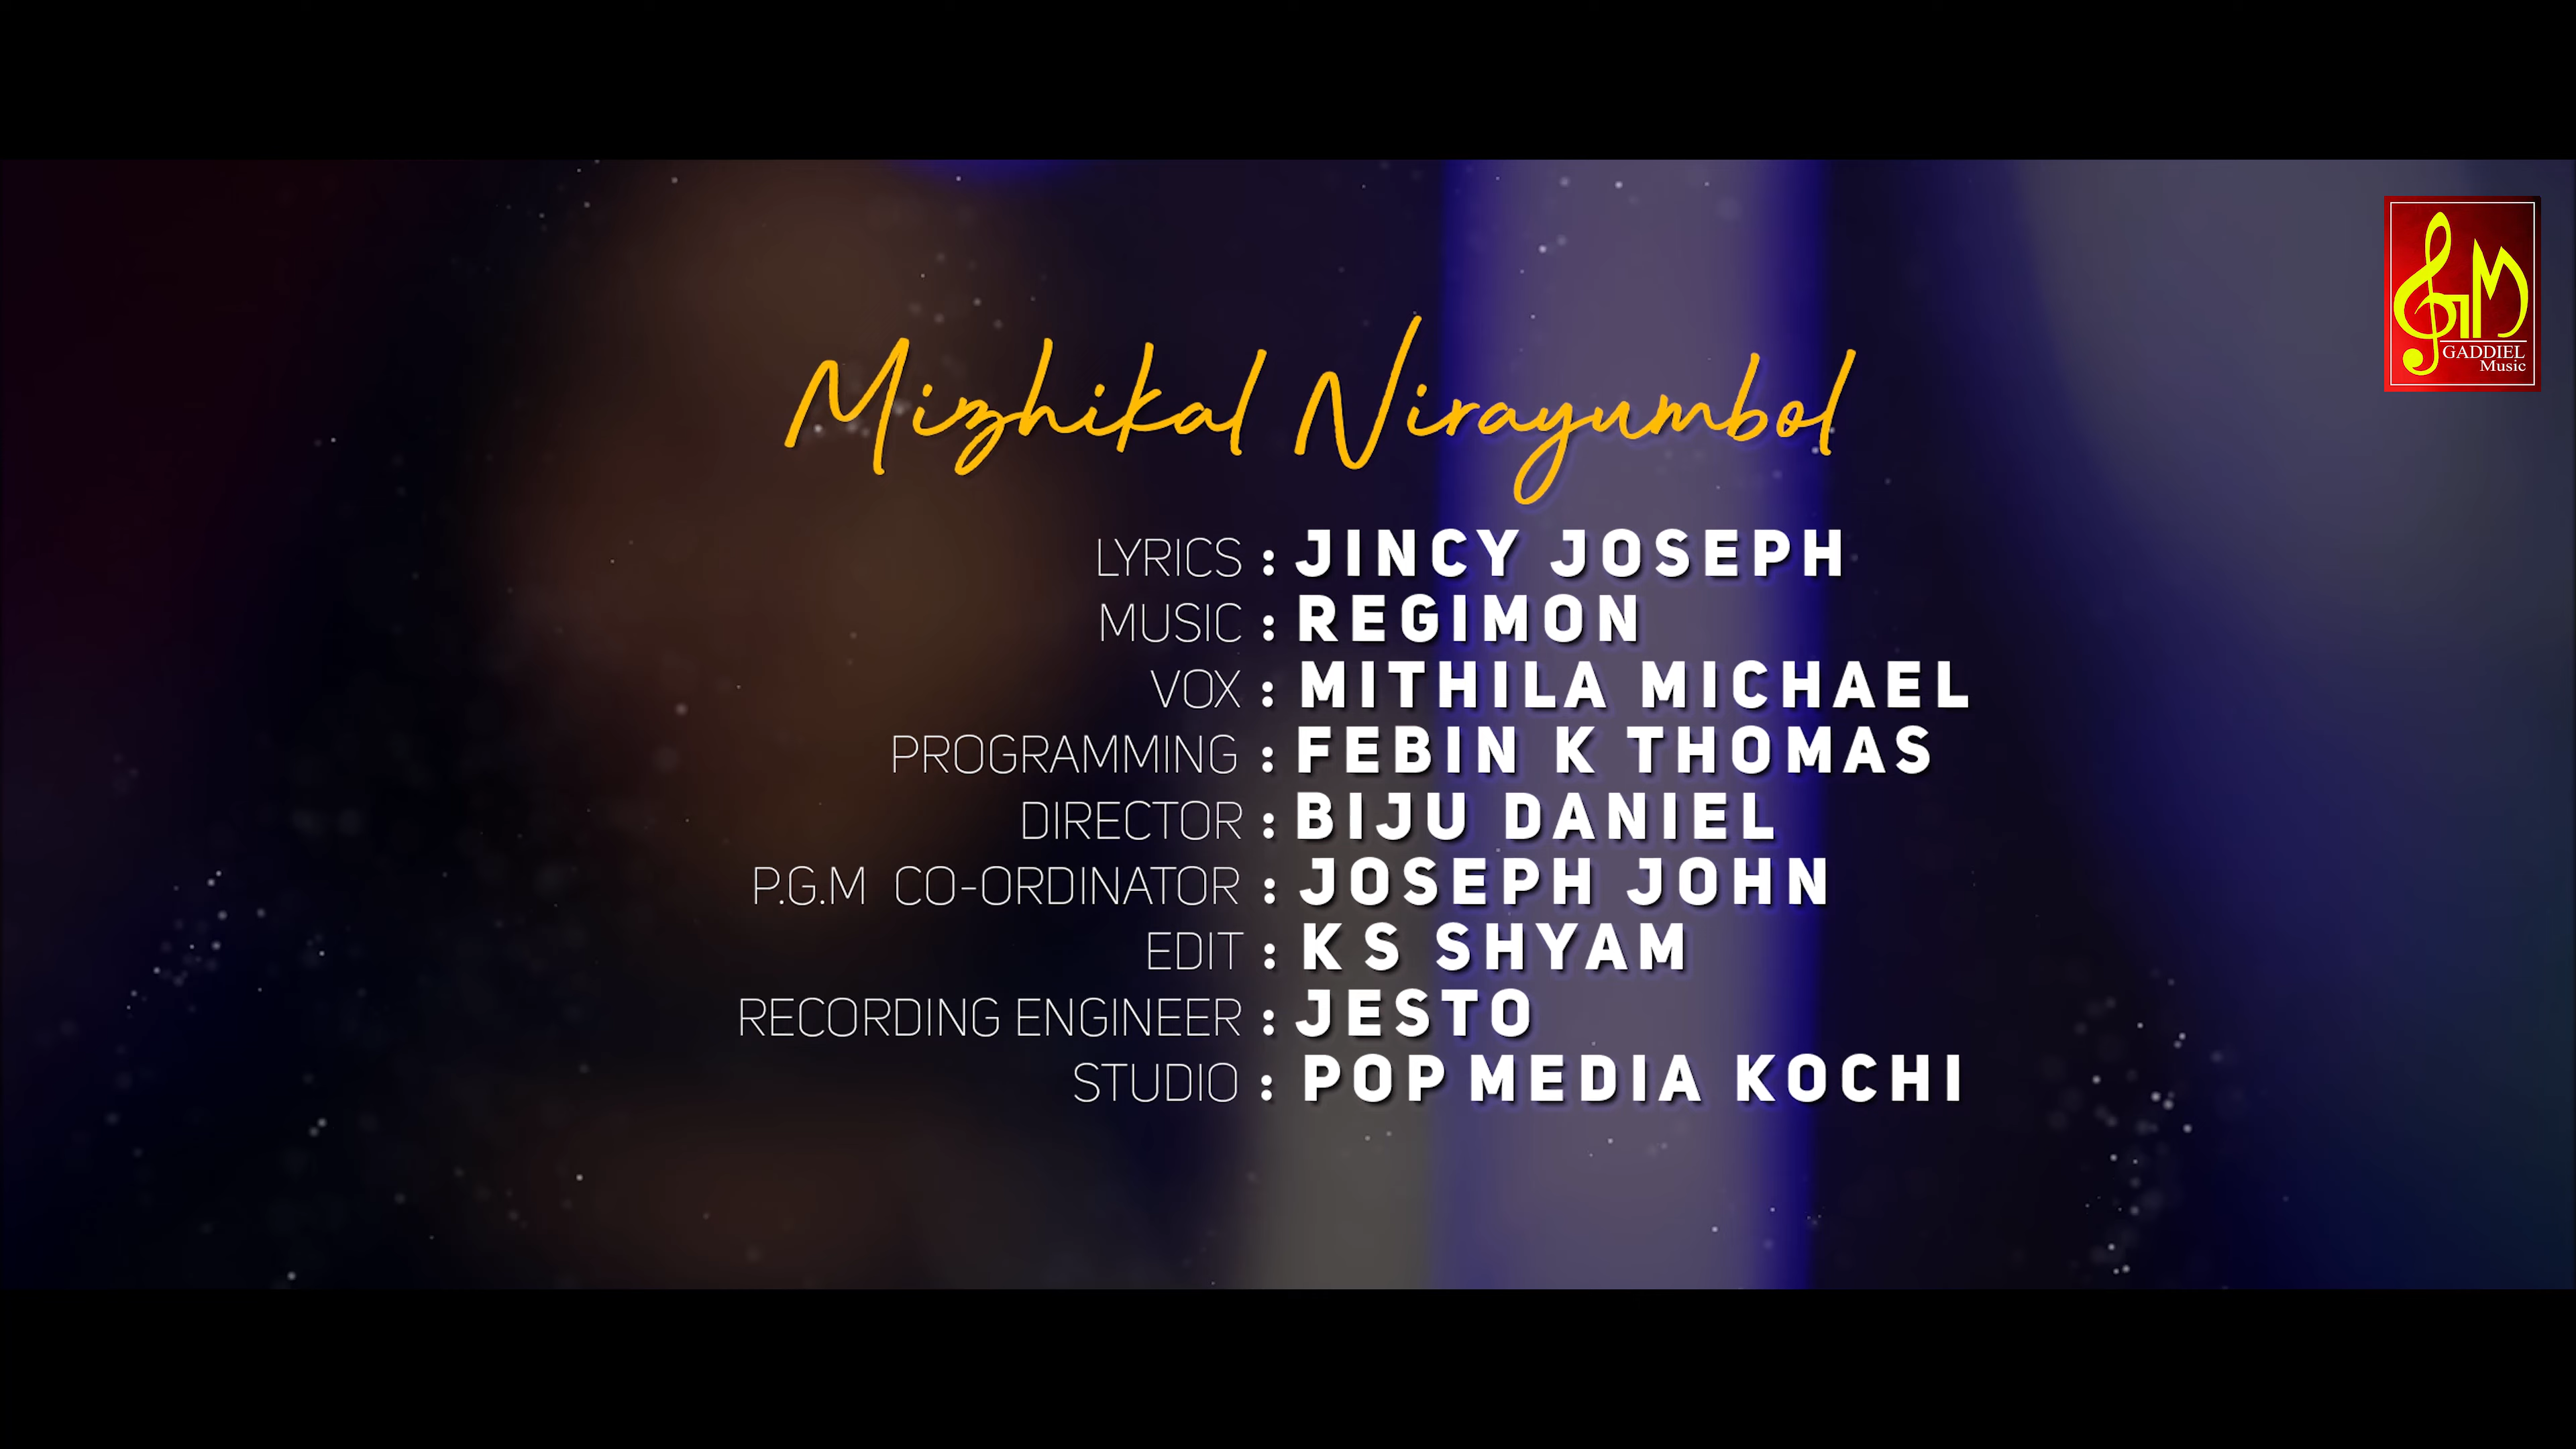 Mizhikal Nirayumbol
LYRICS : JINCY JOSEPH
MUSIC : REGIMON
VOX : MITHILA MICHAEL
PROGRAMMING : FEBIN K THOMAS
DIRECTOR : BIJU DANIEL
P.G.M CO-ORDINATOR : JOSEPH JOHN
EDIT : K S SHYAM
RECORDING ENGINEER : JESTO
STUDIO : POP MEDIA KOCHI
GM
GADDIEL
Music